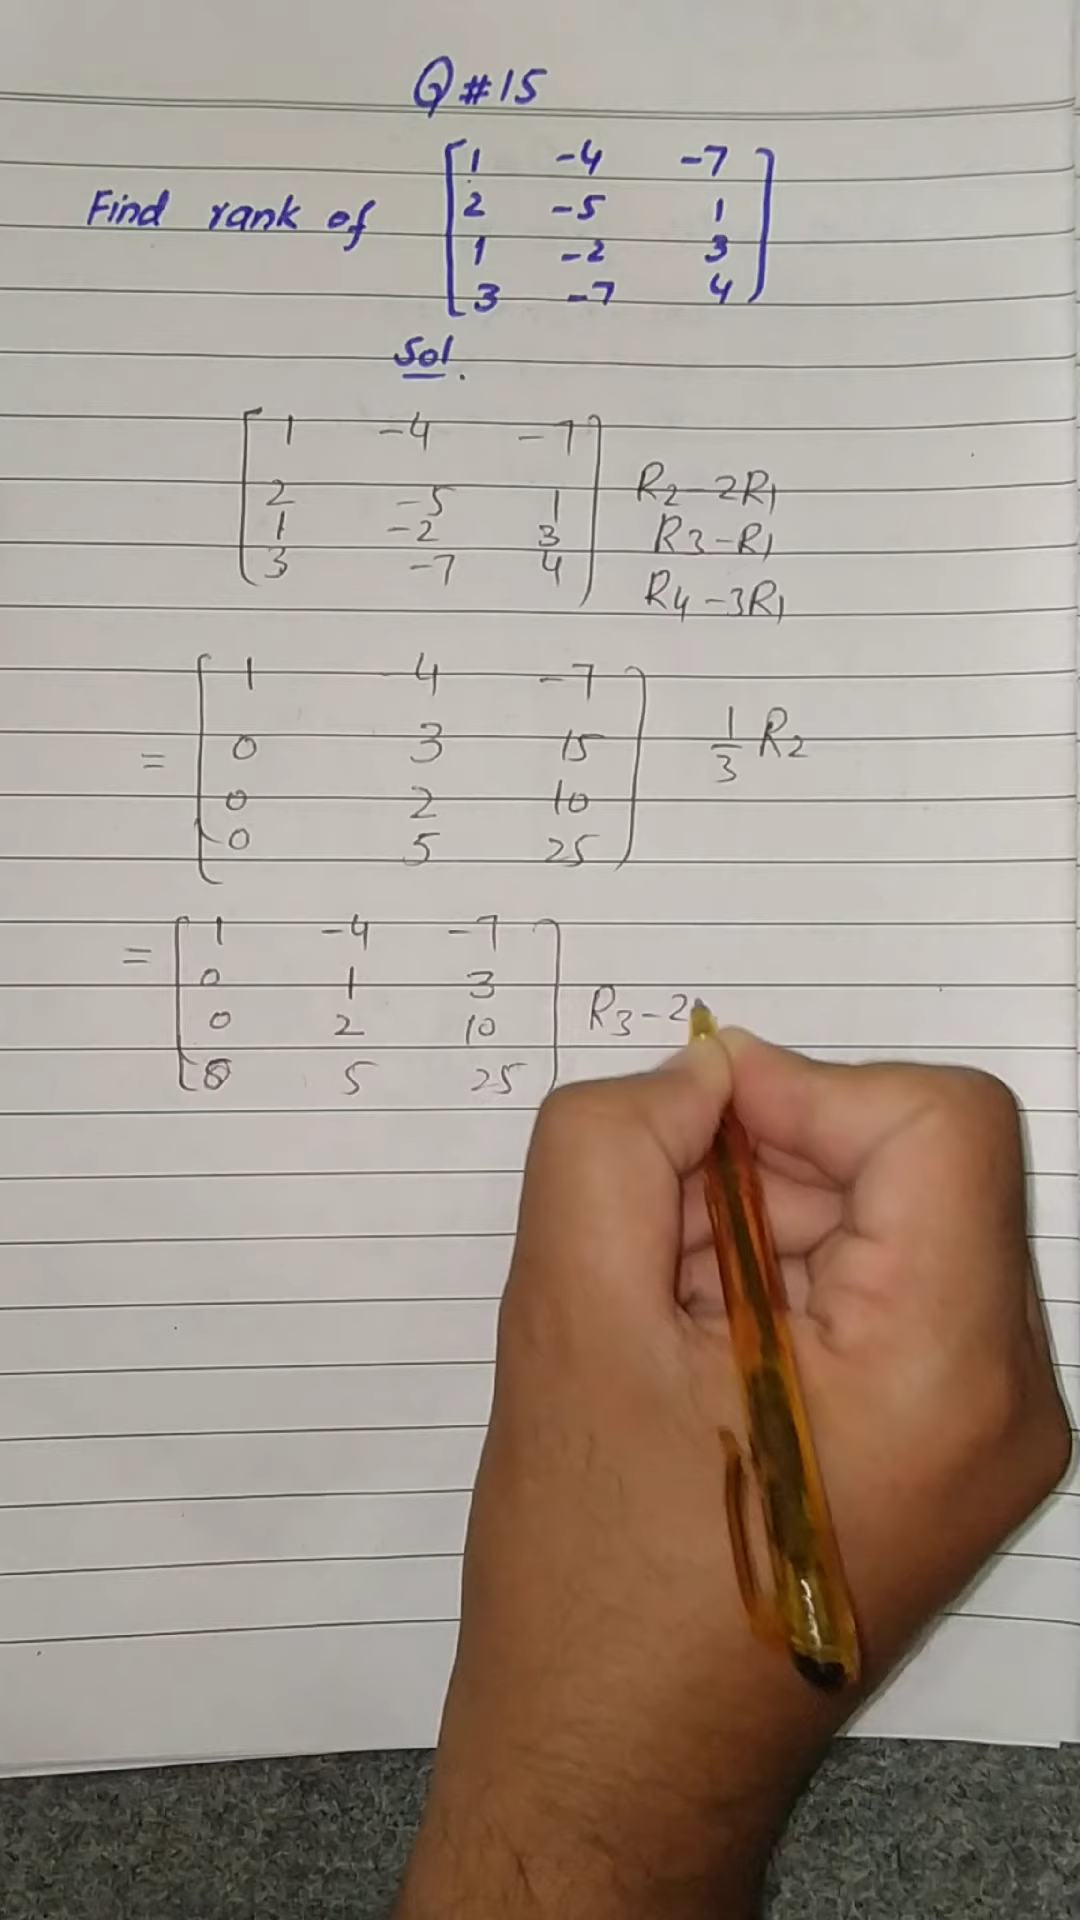 Q#15
1 -4 -7
Find rank of 2 -5 1
1 -2 3
3 -7 4
Sol.
1 -4 -7
2 -5 1 R2-2R1
1 -2 3 R3-R1
3 -7 4 R4-3R1
1 -4 -7
= 0 3 15 1/3 R2
0 2 10
0 5 25
= 1 -4 -7
0 1 3
0 2 10 R3-2
0 5 25